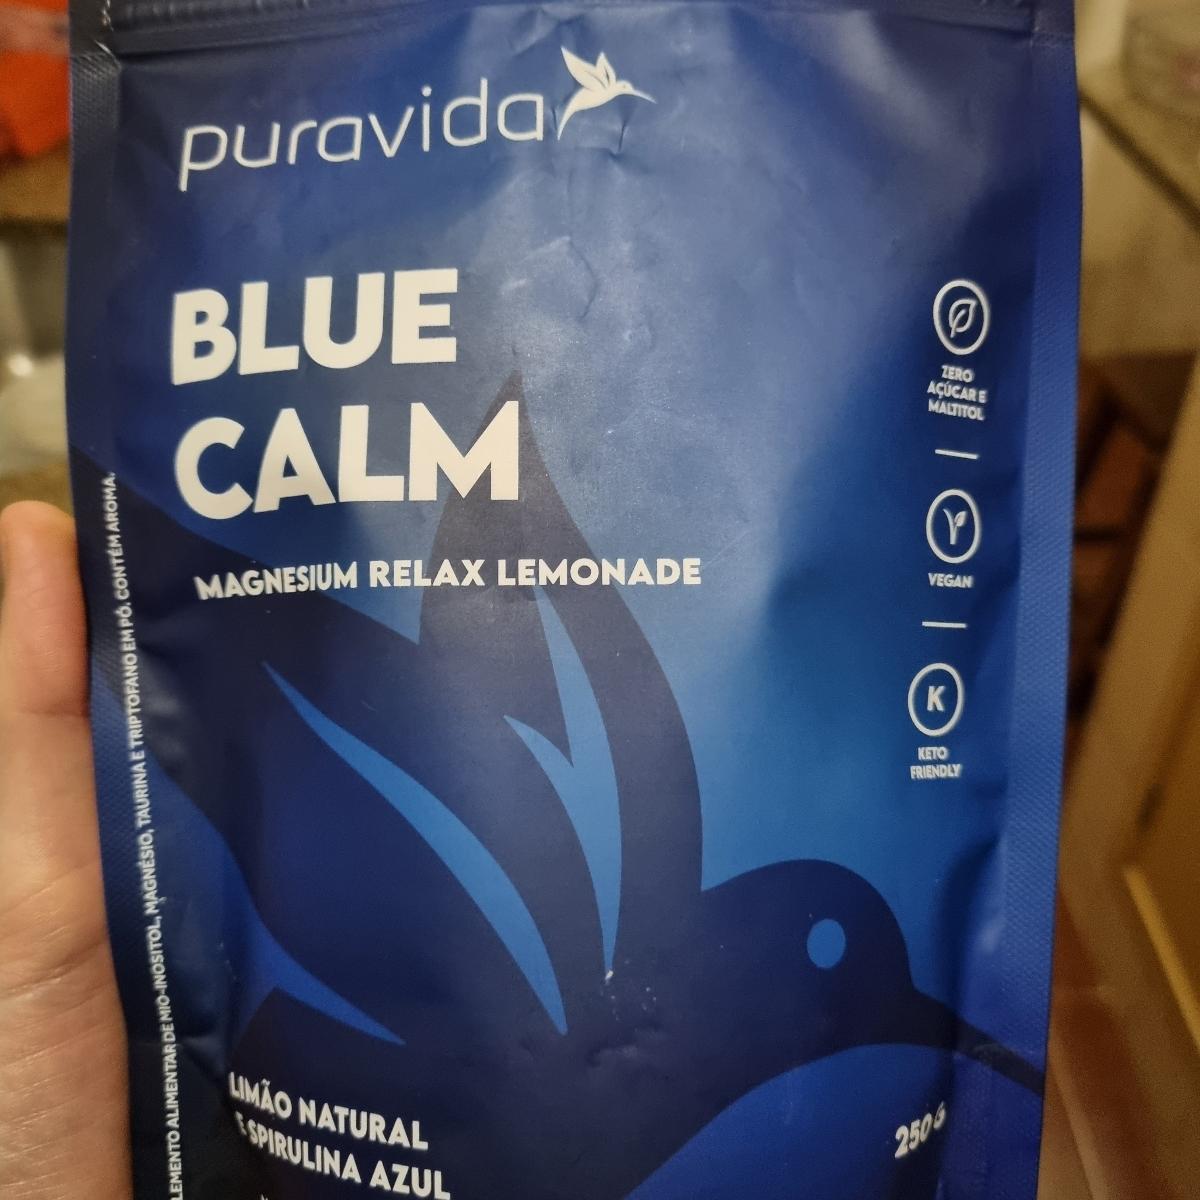 puravida
BLUE
CALM
MAGNESIUM RELAX LEMONADE
ZERO
AÇÚCAR E
MALTITOL
VEGAN
K
KETO
FRIENDLY
LEMENTO ALIMENTAR DE MIO-INOSITOL, MAGNÉSIO, TAURINA E TRIPTOFANO EM PÓ. CONTÉM AROMA.
LIMÃO NATURAL
E SPIRULINA AZUL
250 G